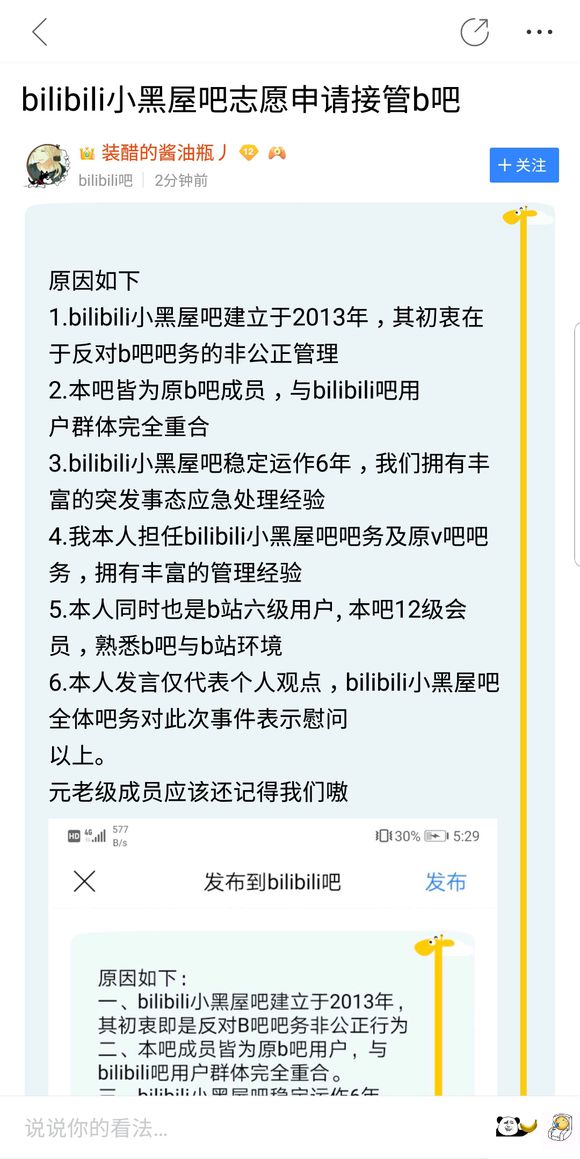 bilibili小黑屋吧志愿申请接管b吧
装醋的酱油瓶丿 12
bilibili吧 2分钟前
+ 关注
原因如下
1.bilibili小黑屋吧建立于2013年，其初衷在
于反对b吧吧务的非公正管理
2.本吧皆为原b吧成员，与bilibili吧用
户群体完全重合
3.bilibili小黑屋吧稳定运作6年，我们拥有丰
富的突发事态应急处理经验
4.我本人担任bilibili小黑屋吧吧务及原v吧吧
务，拥有丰富的管理经验
5.本人同时也是b站六级用户, 本吧12级会
员，熟悉b吧与b站环境
6.本人发言仅代表个人观点，bilibili小黑屋吧
全体吧务对此次事件表示慰问
以上。
元老级成员应该还记得我们嗷
HD 4G 577 B/s 30% 5:29
发布到bilibili吧 发布
原因如下：
一、bilibili小黑屋吧建立于2013年，
其初衷即是反对B吧吧务非公正行为
二、本吧成员皆为原b吧用户，与
bilibili吧用户群体完全重合。
三、bilibili小黑屋吧稳定运作6年
说说你的看法...